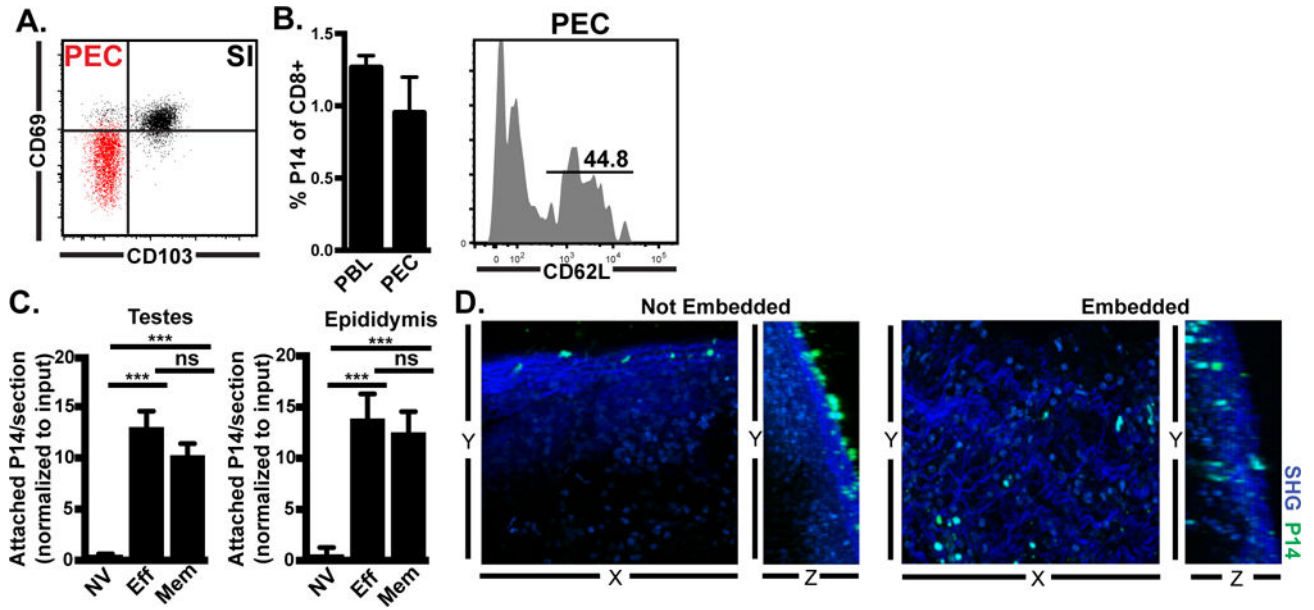 A.
PEC
SI
CD69
CD103
B.
% P14 of CD8+
1.5
1.0
0.5
0.0
PBL
PEC
PEC
44.8
0
0 10² 10³ 10⁴ 10⁵
CD62L
C.
Testes
Attached P14/section
(normalized to input)
20
15
10
5
0
***
ns
***
NV
Eff
Mem
Epididymis
Attached P14/section
(normalized to input)
20
15
10
5
0
***
ns
***
NV
Eff
Mem
D.
Not Embedded
Y
X
Y
Z
Embedded
Y
X
Y
Z
SHG P14